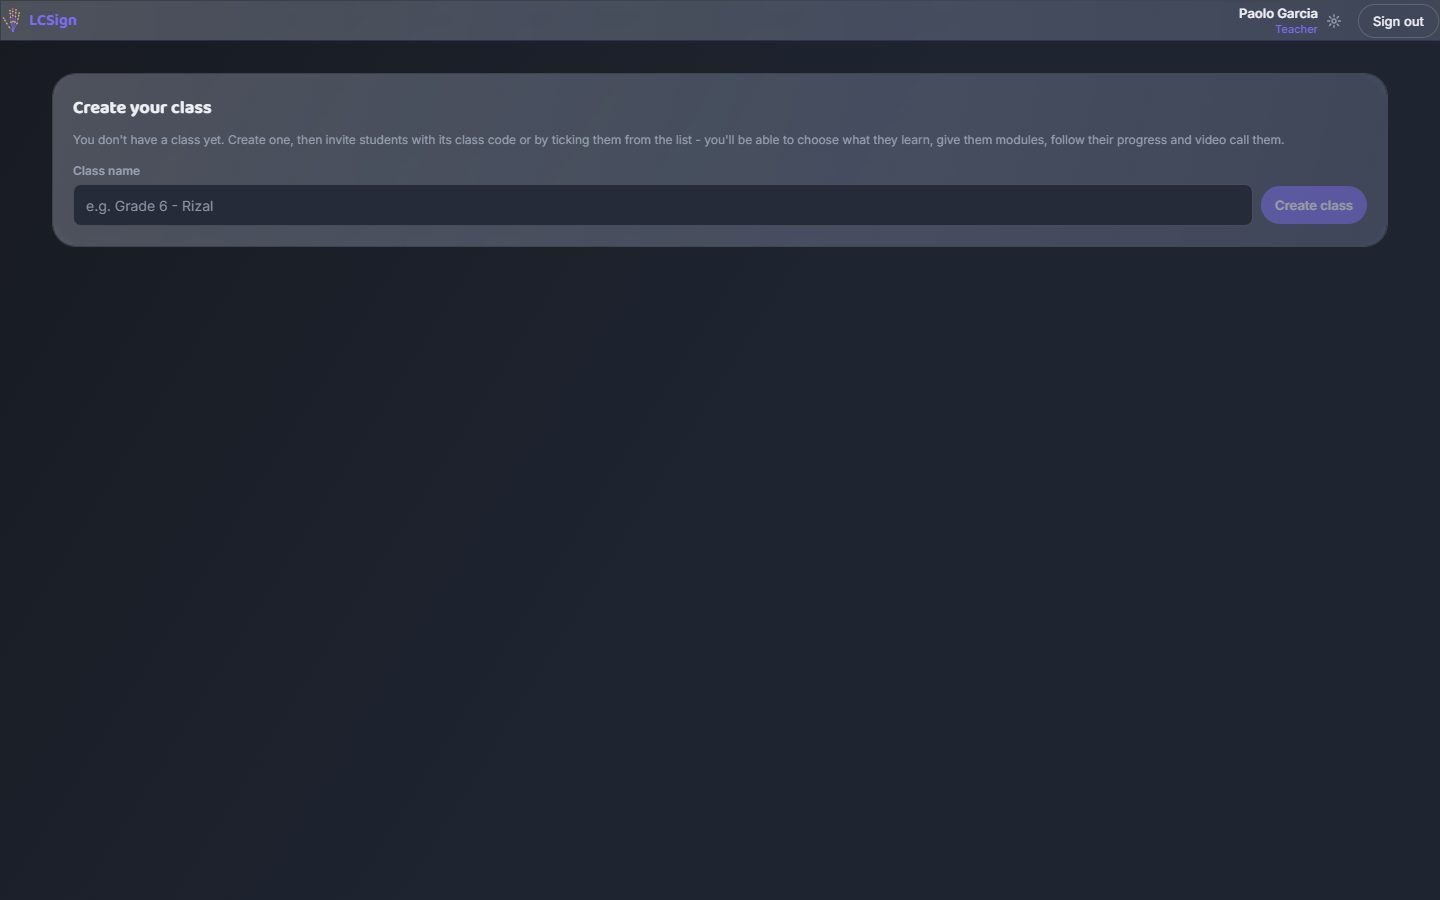 LCSign
Paolo Garcia
Teacher
Sign out
Create your class
You don't have a class yet. Create one, then invite students with its class code or by ticking them from the list - you'll be able to choose what they learn, give them modules, follow their progress and video call them.
Class name
e.g. Grade 6 - Rizal
Create class